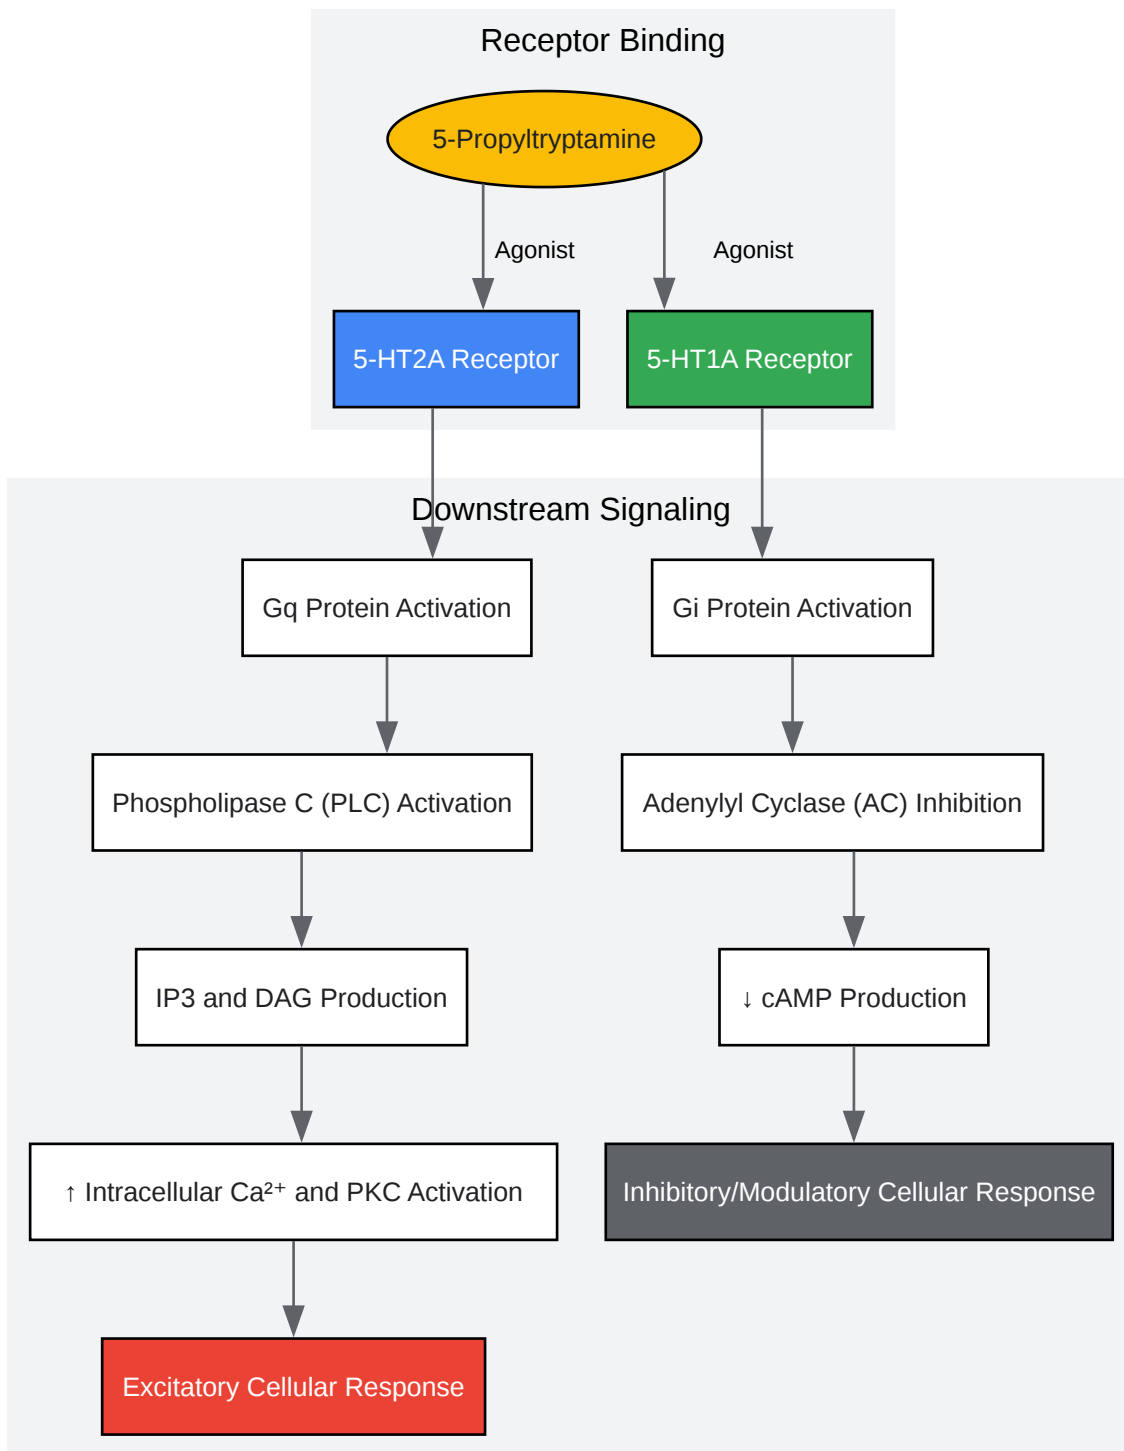 Receptor Binding
5-Propyltryptamine
Agonist
Agonist
5-HT2A Receptor
5-HT1A Receptor
Downstream Signaling
Gq Protein Activation
Gi Protein Activation
Phospholipase C (PLC) Activation
Adenylyl Cyclase (AC) Inhibition
IP3 and DAG Production
↓ cAMP Production
↑ Intracellular Ca²⁺ and PKC Activation
Inhibitory/Modulatory Cellular Response
Excitatory Cellular Response